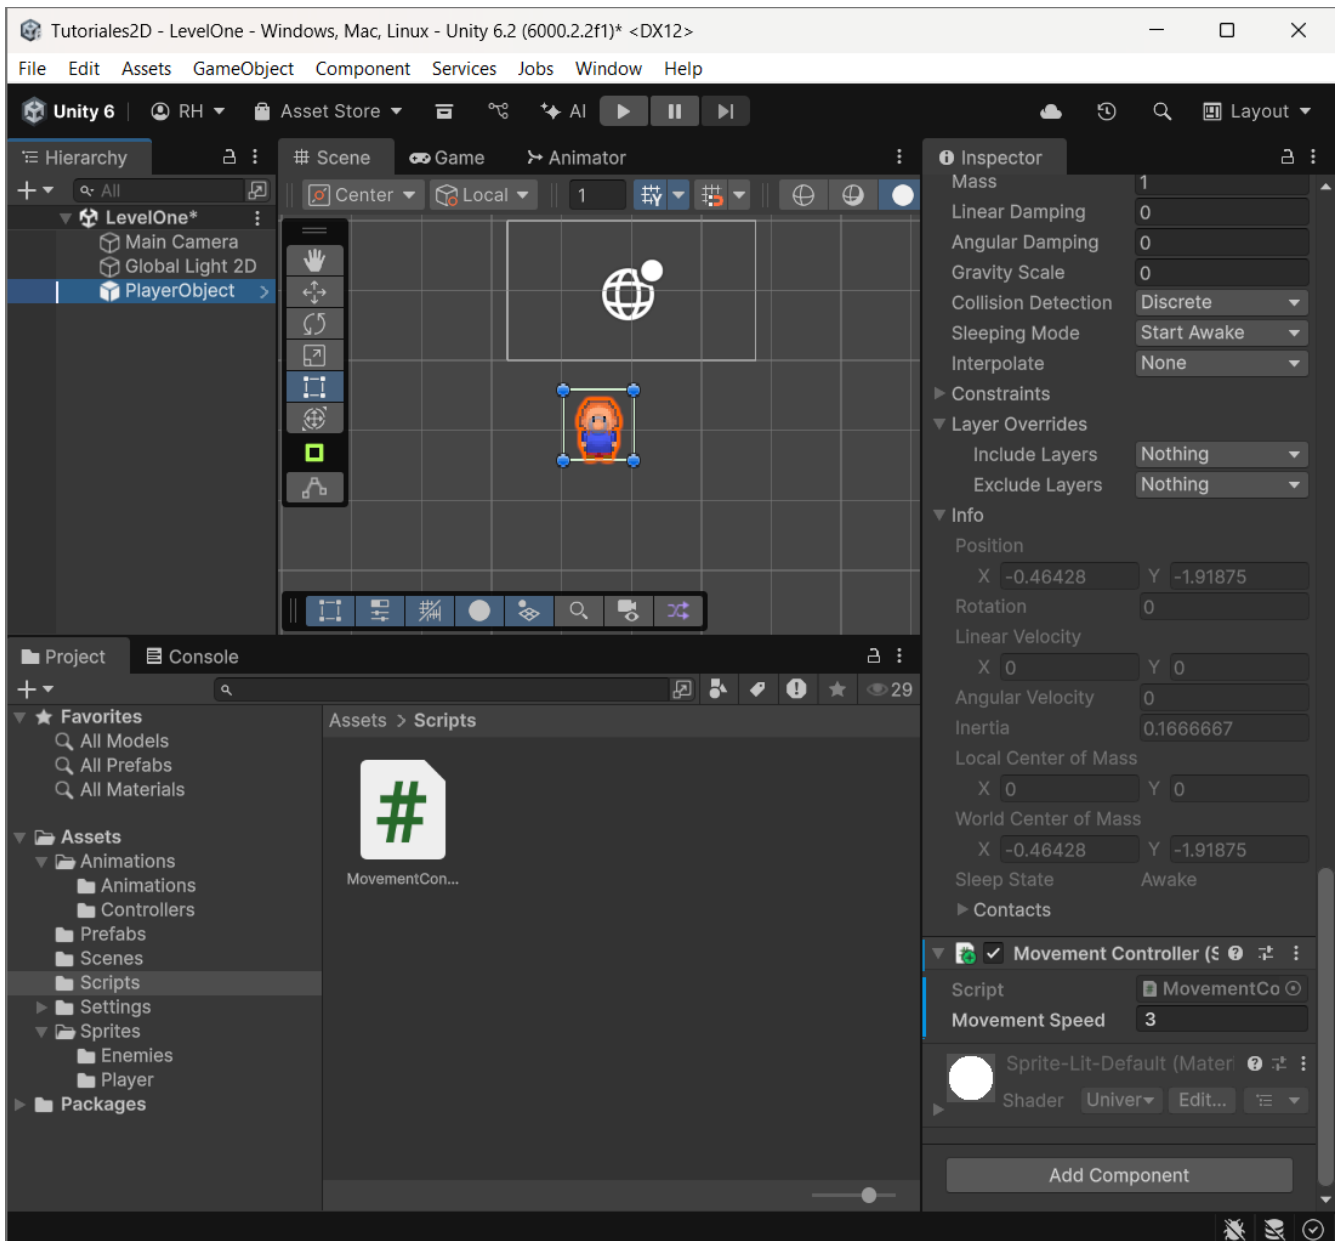 Tutoriales2D - LevelOne - Windows, Mac, Linux - Unity 6.2 (6000.2.2f1)* <DX12>
File Edit Assets GameObject Component Services Jobs Window Help
Unity 6 RH Asset Store AI Layout
Hierarchy
All
LevelOne*
Main Camera
Global Light 2D
PlayerObject
Scene Game Animator
Center Local 1
Inspector
Mass 1
Linear Damping 0
Angular Damping 0
Gravity Scale 0
Collision Detection Discrete
Sleeping Mode Start Awake
Interpolate None
Constraints
Layer Overrides
Include Layers Nothing
Exclude Layers Nothing
Info
Position
X -0.46428 Y -1.91875
Rotation 0
Linear Velocity
X 0 Y 0
Angular Velocity 0
Inertia 0.1666667
Local Center of Mass
X 0 Y 0
World Center of Mass
X -0.46428 Y -1.91875
Sleep State Awake
Contacts
Movement Controller (S
Script MovementCo
Movement Speed 3
Sprite-Lit-Default (Materi
Shader Univer Edit...
Add Component
Project Console
29
Favorites
All Models
All Prefabs
All Materials
Assets
Animations
Animations
Controllers
Prefabs
Scenes
Scripts
Settings
Sprites
Enemies
Player
Packages
Assets > Scripts
#
MovementCon...